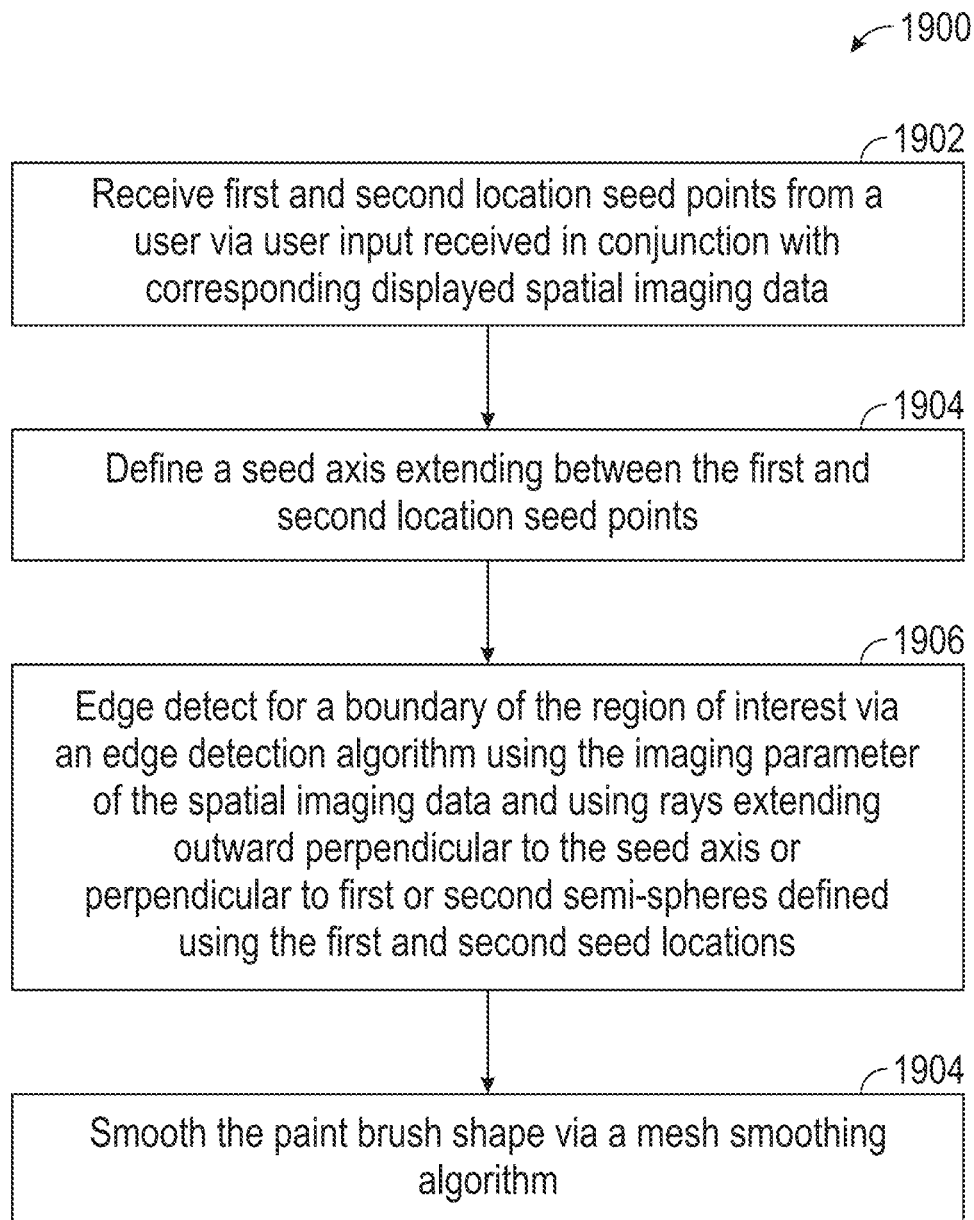 1900
1902
Receive first and second location seed points from a
user via user input received in conjunction with
corresponding displayed spatial imaging data
1904
Define a seed axis extending between the first and
second location seed points
1906
Edge detect for a boundary of the region of interest via
an edge detection algorithm using the imaging parameter
of the spatial imaging data and using rays extending
outward perpendicular to the seed axis or
perpendicular to first or second semi-spheres defined
using the first and second seed locations
1904
Smooth the paint brush shape via a mesh smoothing
algorithm